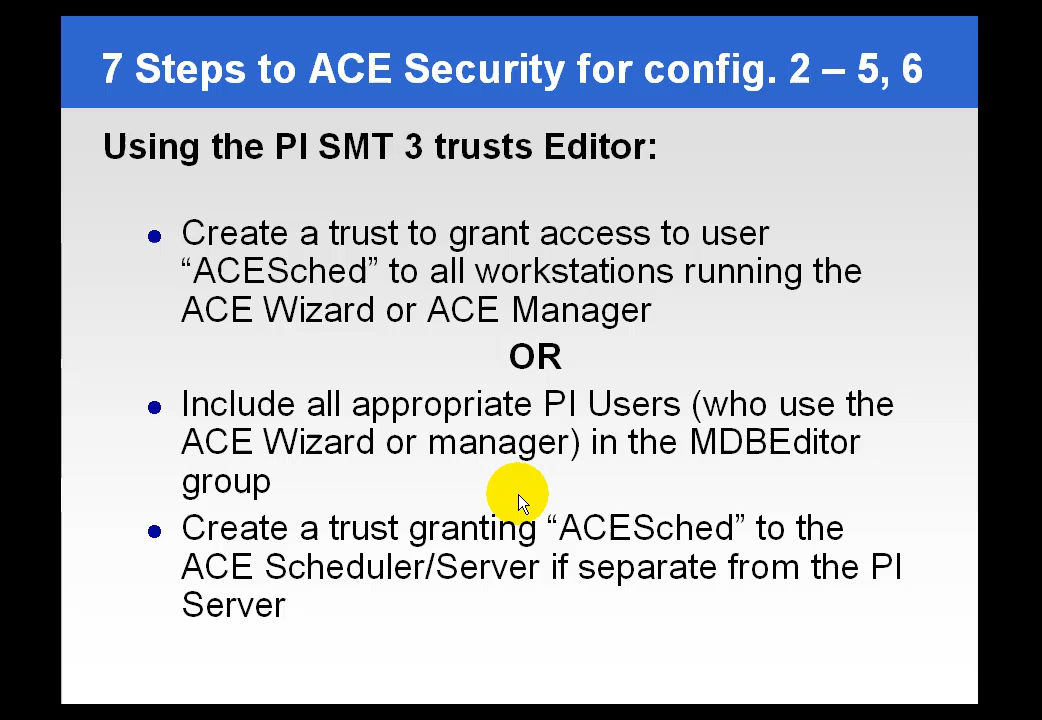 7 Steps to ACE Security for config. 2 – 5, 6
Using the PI SMT 3 trusts Editor:
• Create a trust to grant access to user
“ACESched” to all workstations running the
ACE Wizard or ACE Manager
OR
• Include all appropriate PI Users (who use the
ACE Wizard or manager) in the MDBEditor
group
• Create a trust granting “ACESched” to the
ACE Scheduler/Server if separate from the PI
Server